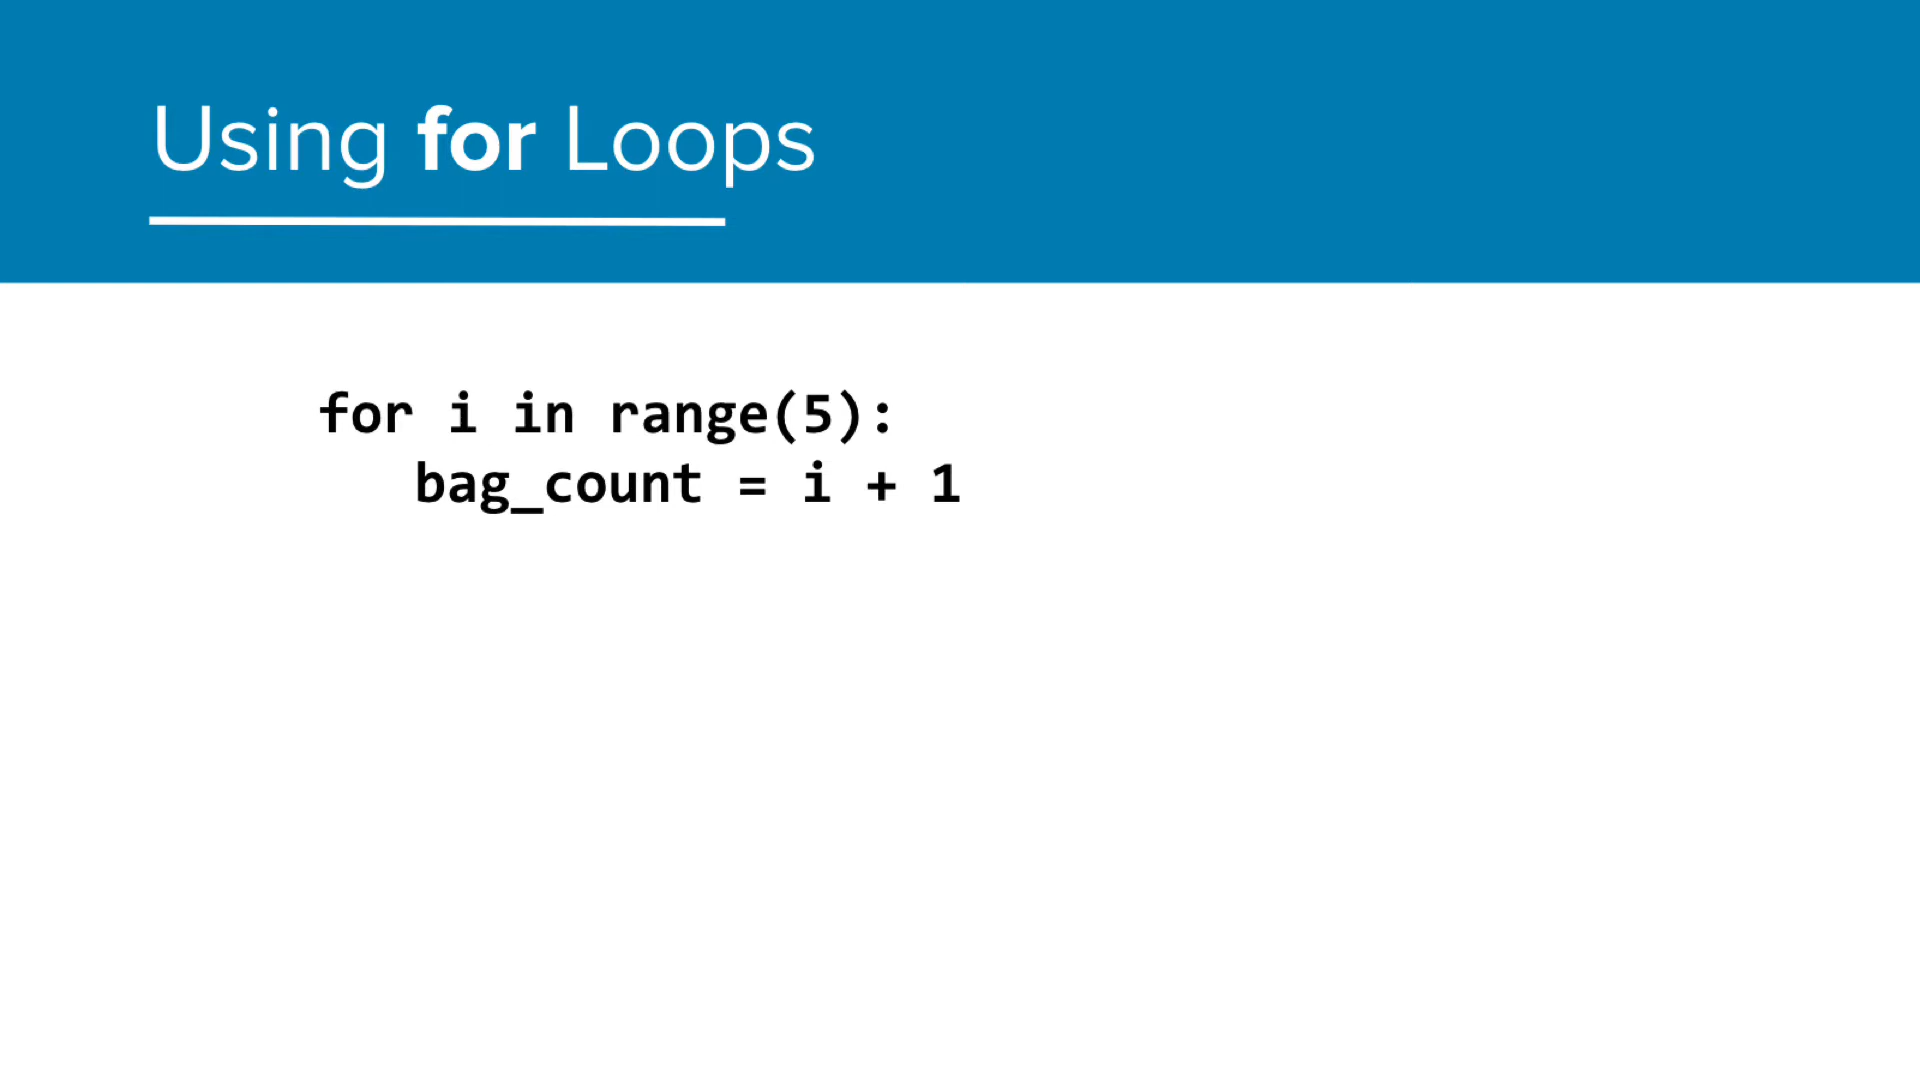 Using for Loops
for i in range(5):
   bag_count = i + 1